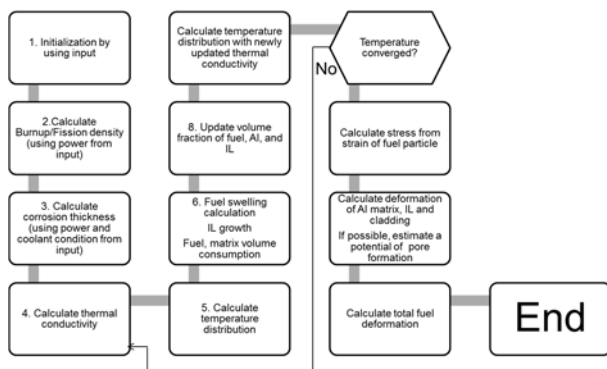 1. Initialization by
using input
2.Calculate
Burnup/Fission density
(using power from
input)
3. Calculate
corrosion thickness
(using power and
coolant condition from
input)
4. Calculate thermal
conductivity
5. Calculate
temperature
distribution
6. Fuel swelling
calculation
IL growth
Fuel, matrix volume
consumption
8. Update volume
fraction of fuel, Al, and
IL
Calculate temperature
distribution with newly
updated thermal
conductivity
Temperature
converged?
No
Calculate stress from
strain of fuel particle
Calculate deformation
of Al matrix, IL and
cladding
If possible, estimate a
potential of pore
formation
Calculate total fuel
deformation
End